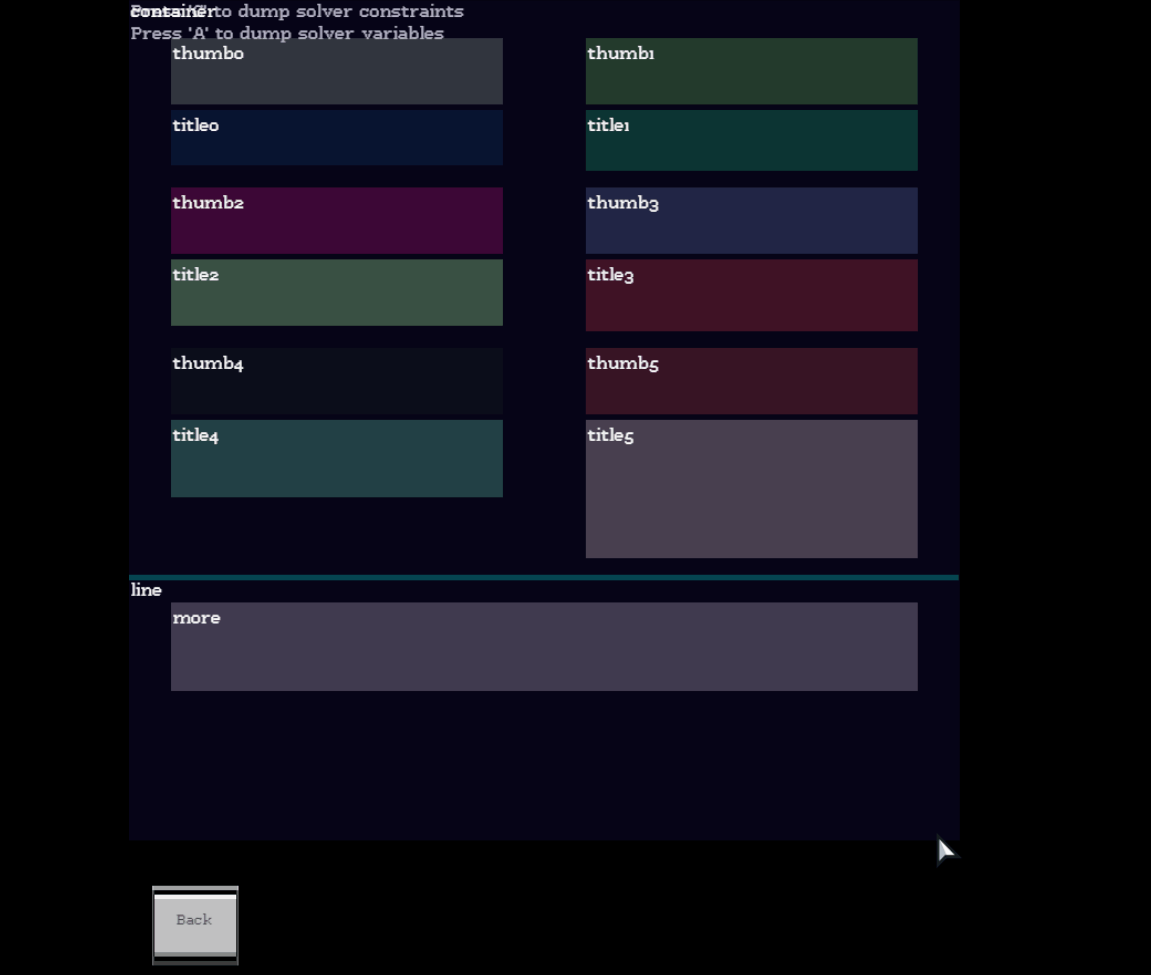 container
Press 'C' to dump solver constraints
Press 'A' to dump solver variables
thumb0
thumb1
title0
title1
thumb2
thumb3
title2
title3
thumb4
thumb5
title4
title5
line
more
Back